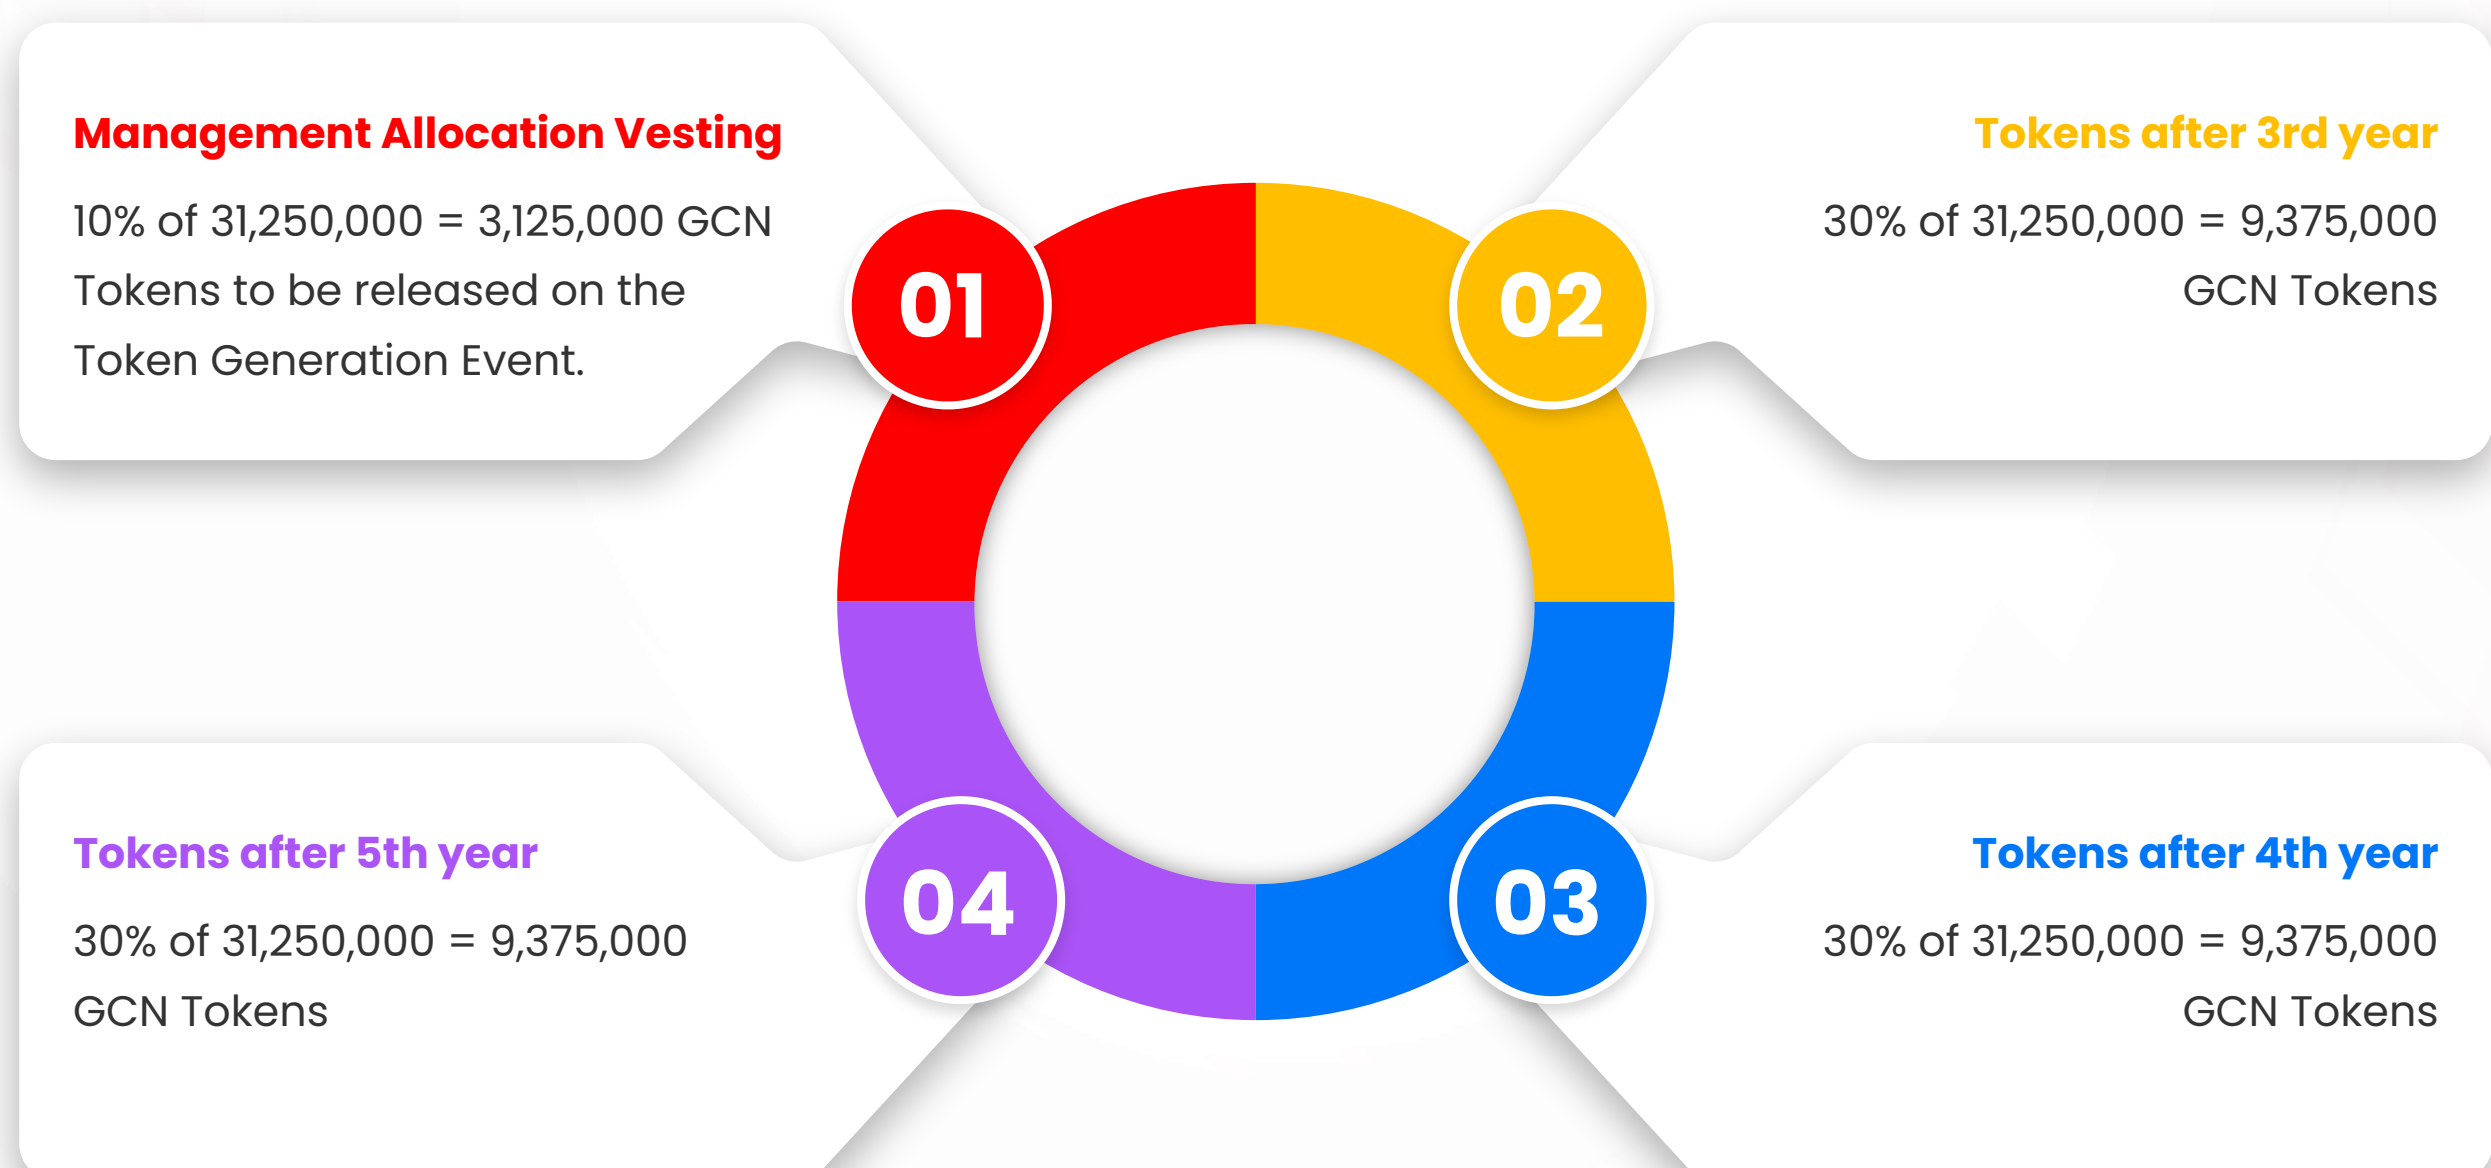 Management Allocation Vesting
10% of 31,250,000 = 3,125,000 GCN
Tokens to be released on the
Token Generation Event.
01
Tokens after 3rd year
30% of 31,250,000 = 9,375,000
GCN Tokens
02
Tokens after 4th year
30% of 31,250,000 = 9,375,000
GCN Tokens
03
Tokens after 5th year
30% of 31,250,000 = 9,375,000
GCN Tokens
04